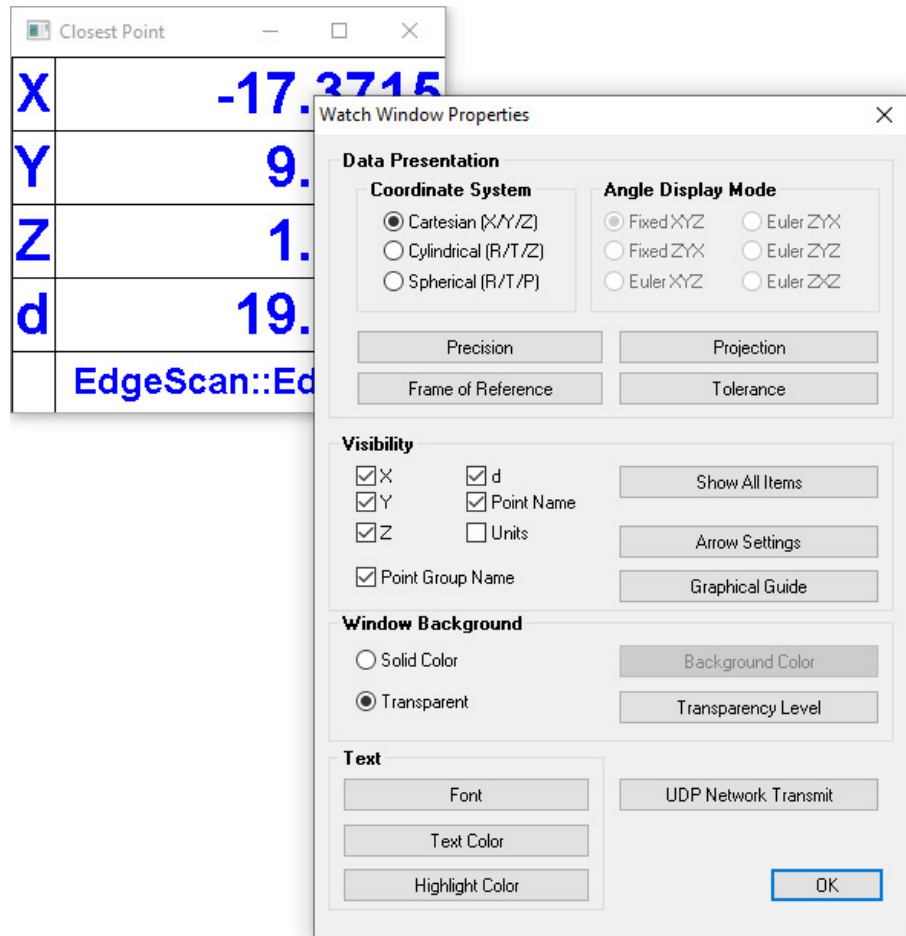 Closest Point
X -17.3715
Y 9.
Z 1.
d 19.
EdgeScan::Ed
Watch Window Properties
Data Presentation
Coordinate System
Cartesian (X/Y/Z)
Cylindrical (R/T/Z)
Spherical (R/T/P)
Angle Display Mode
Fixed XYZ Euler ZYX
Fixed ZYX Euler ZYZ
Euler XYZ Euler ZXZ
Precision Projection
Frame of Reference Tolerance
Visibility
X d
Y Point Name
Z Units
Point Group Name
Show All Items
Arrow Settings
Graphical Guide
Window Background
Solid Color Background Color
Transparent Transparency Level
Text
Font
Text Color
Highlight Color
UDP Network Transmit
OK